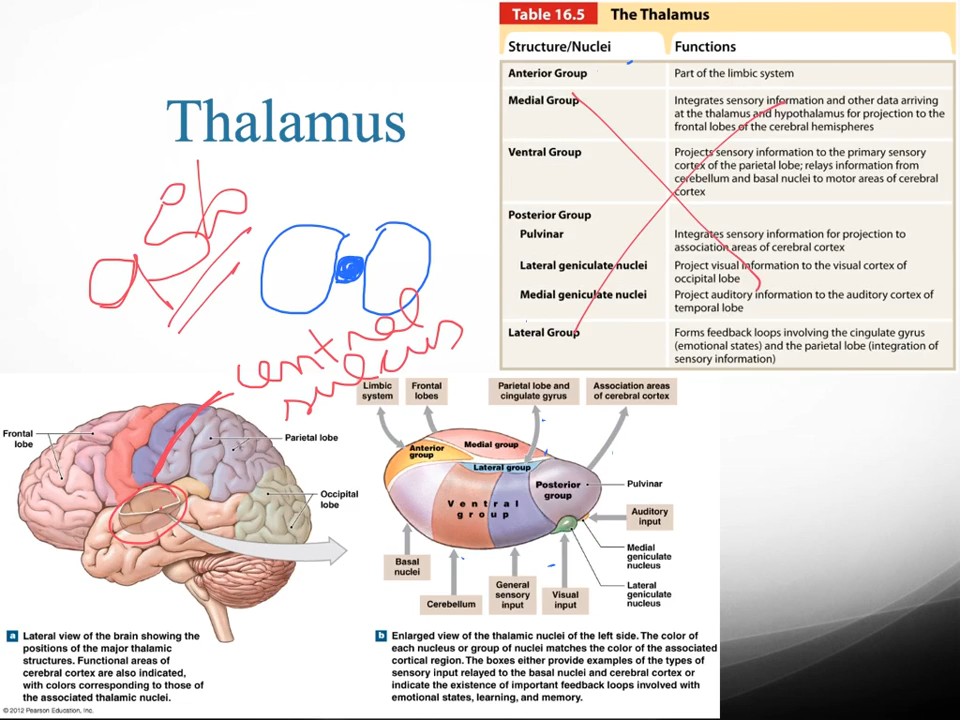 Thalamus
Table 16.5 The Thalamus
Structure/Nuclei Functions
Anterior Group Part of the limbic system
Medial Group Integrates sensory information and other data arriving
at the thalamus and hypothalamus for projection to the
frontal lobes of the cerebral hemispheres
Ventral Group Projects sensory information to the primary sensory
cortex of the parietal lobe; relays information from
cerebellum and basal nuclei to motor areas of cerebral
cortex
Posterior Group
Pulvinar Integrates sensory information for projection to
association areas of cerebral cortex
Lateral geniculate nuclei Project visual information to the visual cortex of
occipital lobe
Medial geniculate nuclei Project auditory information to the auditory cortex of
temporal lobe
Lateral Group Forms feedback loops involving the cingulate gyrus
(emotional states) and the parietal lobe (integration of
sensory information)
central
sulcus
Frontal
lobe
Parietal lobe
Occipital
lobe
a Lateral view of the brain showing the
positions of the major thalamic
structures. Functional areas of
cerebral cortex are also indicated,
with colors corresponding to those of
the associated thalamic nuclei.
© 2012 Pearson Education, Inc.
Limbic
system
Frontal
lobes
Parietal lobe and
cingulate gyrus
Association areas
of cerebral cortex
Anterior
group
Medial group
Lateral group
Posterior
group
Ventral
group
Pulvinar
Auditory
input
Medial
geniculate
nucleus
Lateral
geniculate
nucleus
Basal
nuclei
Cerebellum
General
sensory
input
Visual
input
b Enlarged view of the thalamic nuclei of the left side. The color of
each nucleus or group of nuclei matches the color of the associated
cortical region. The boxes either provide examples of the types of
sensory input relayed to the basal nuclei and cerebral cortex or
indicate the existence of important feedback loops involved with
emotional states, learning, and memory.